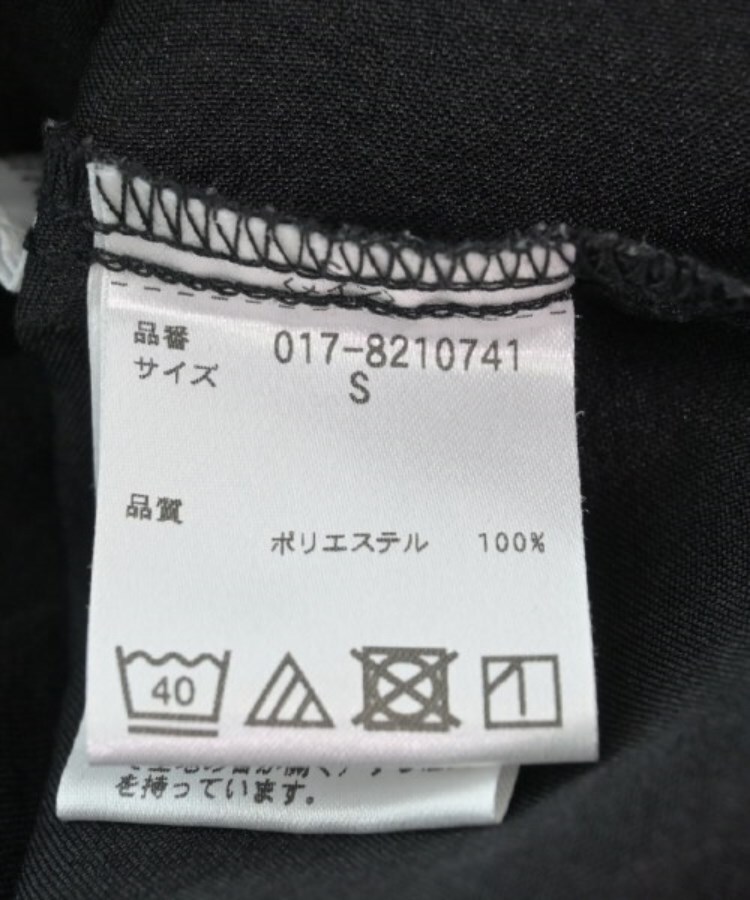 品番 017-8210741
サイズ S
品質
ポリエステル 100%
40
を持っています。